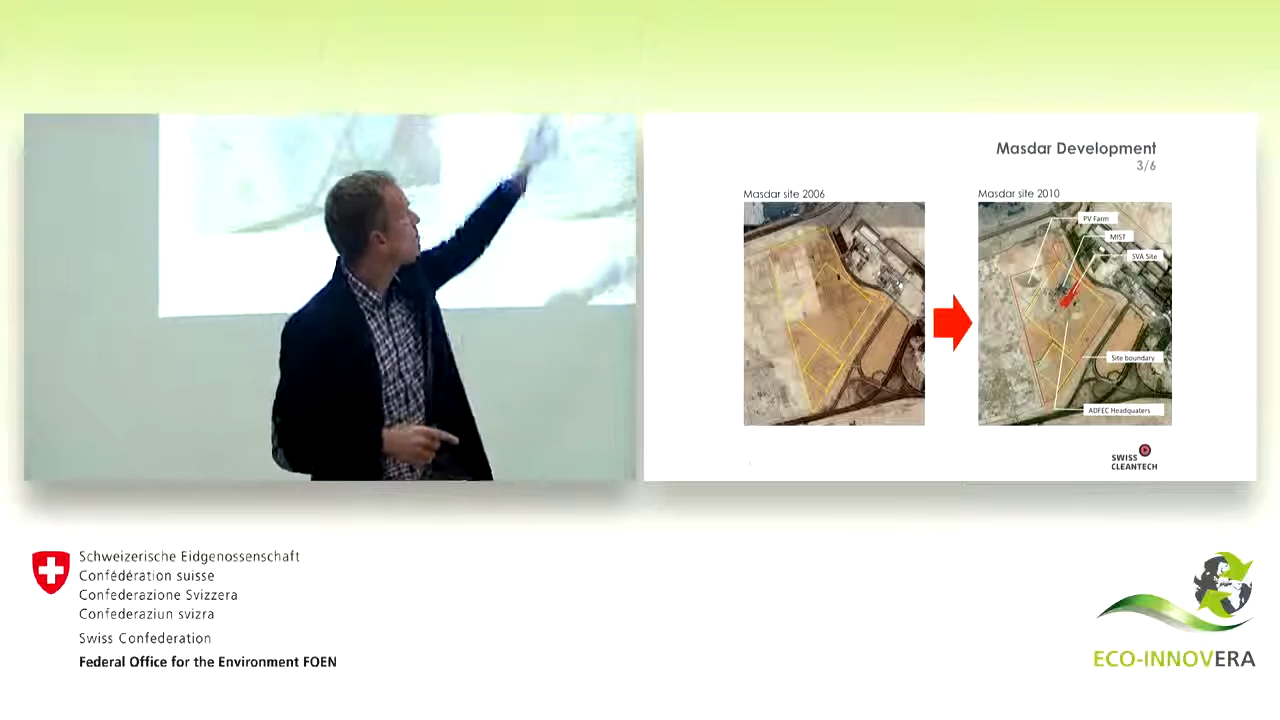 Masdar Development
3/6
Masdar site 2006
Masdar site 2010
PV Farm
MIST
SVA Site
Site boundary
ADFEC Headquaters
SWISS
CLEANTECH
Schweizerische Eidgenossenschaft
Confédération suisse
Confederazione Svizzera
Confederaziun svizra
Swiss Confederation
Federal Office for the Environment FOEN
ECO-INNOVERA